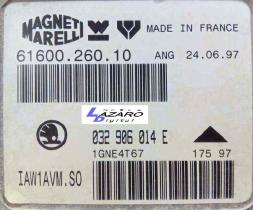 MAGNETI MARELLI
MADE IN FRANCE
61600.260.10 ANG 24.06.97
LAZARO
Digital
032 906 014 E
1GNE4T67 175 97
IAW1AVM.S0